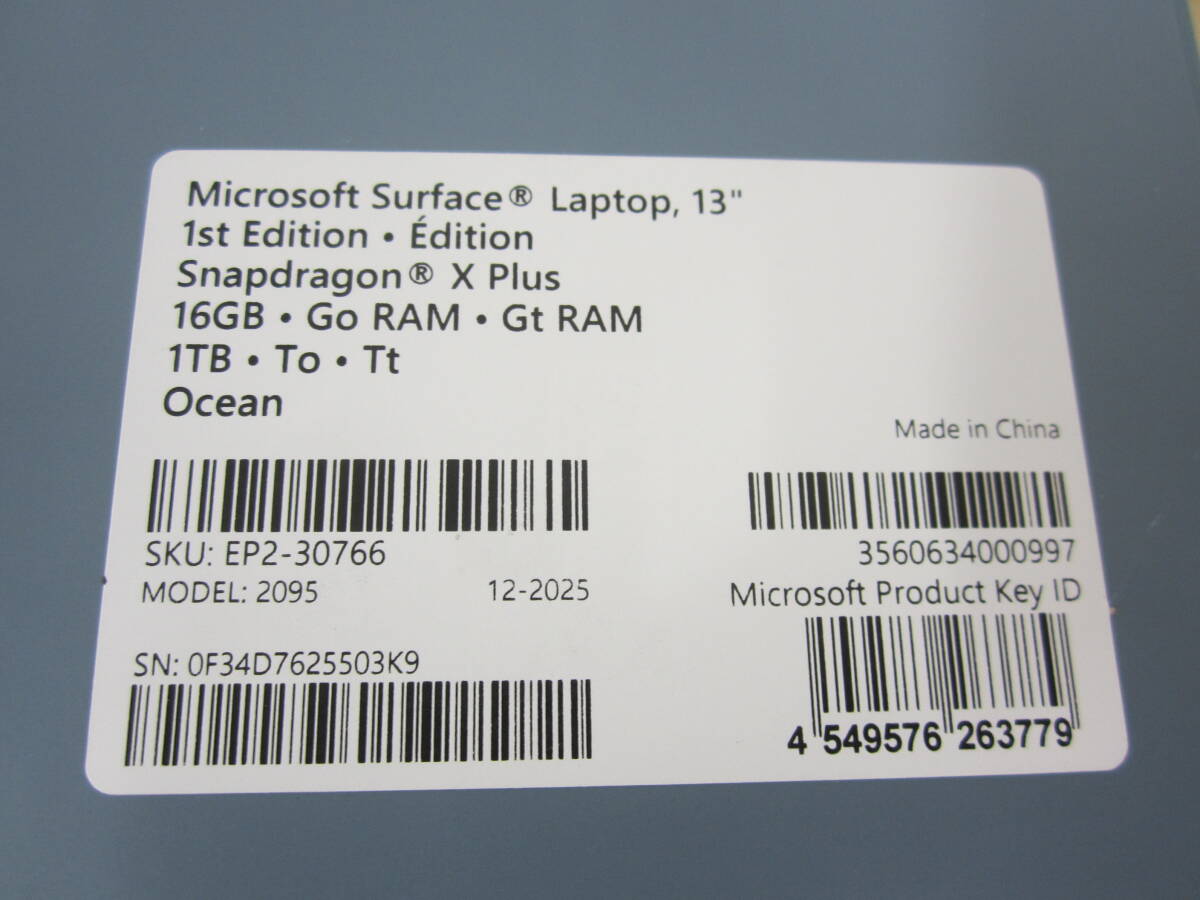 Microsoft Surface® Laptop, 13"
1st Edition • Édition
Snapdragon® X Plus
16GB • Go RAM • Gt RAM
1TB • To • Tt
Ocean
Made in China
SKU: EP2-30766
MODEL: 2095 12-2025
3560634000997
Microsoft Product Key ID
SN: 0F34D7625503K9
4 549576 263779